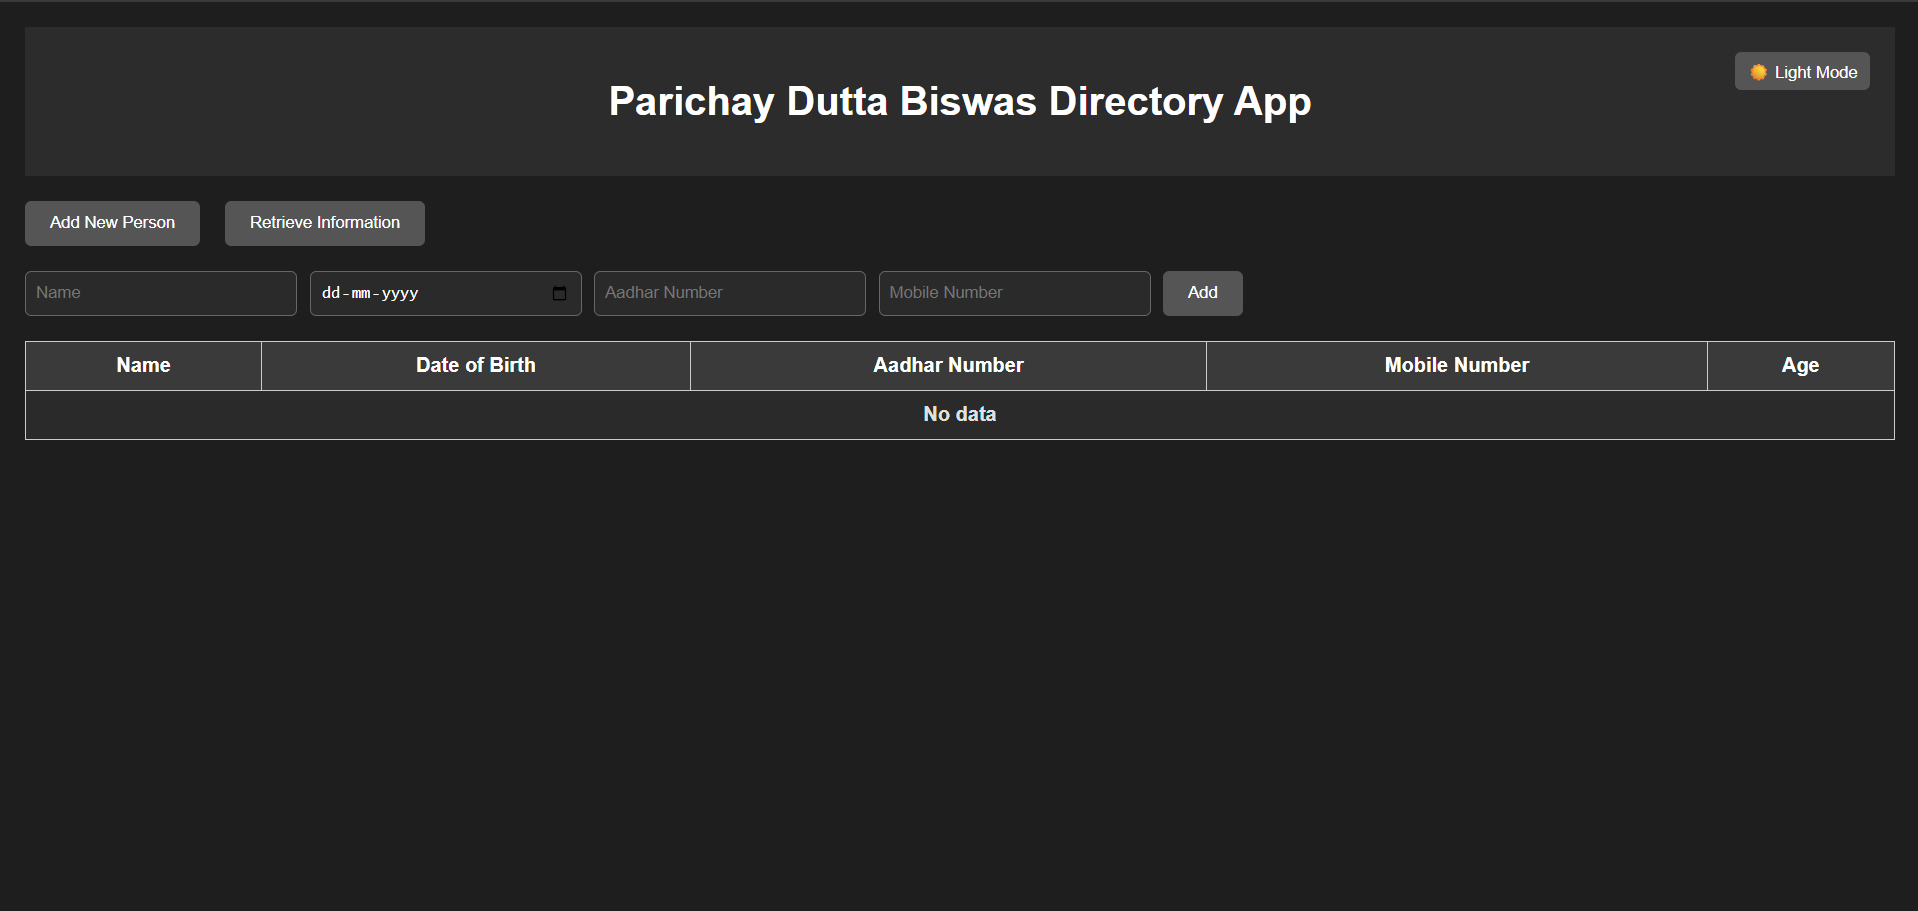 Light Mode
Parichay Dutta Biswas Directory App
Add New Person Retrieve Information
Name dd-mm-yyyy Aadhar Number Mobile Number Add
Name Date of Birth Aadhar Number Mobile Number Age
No data